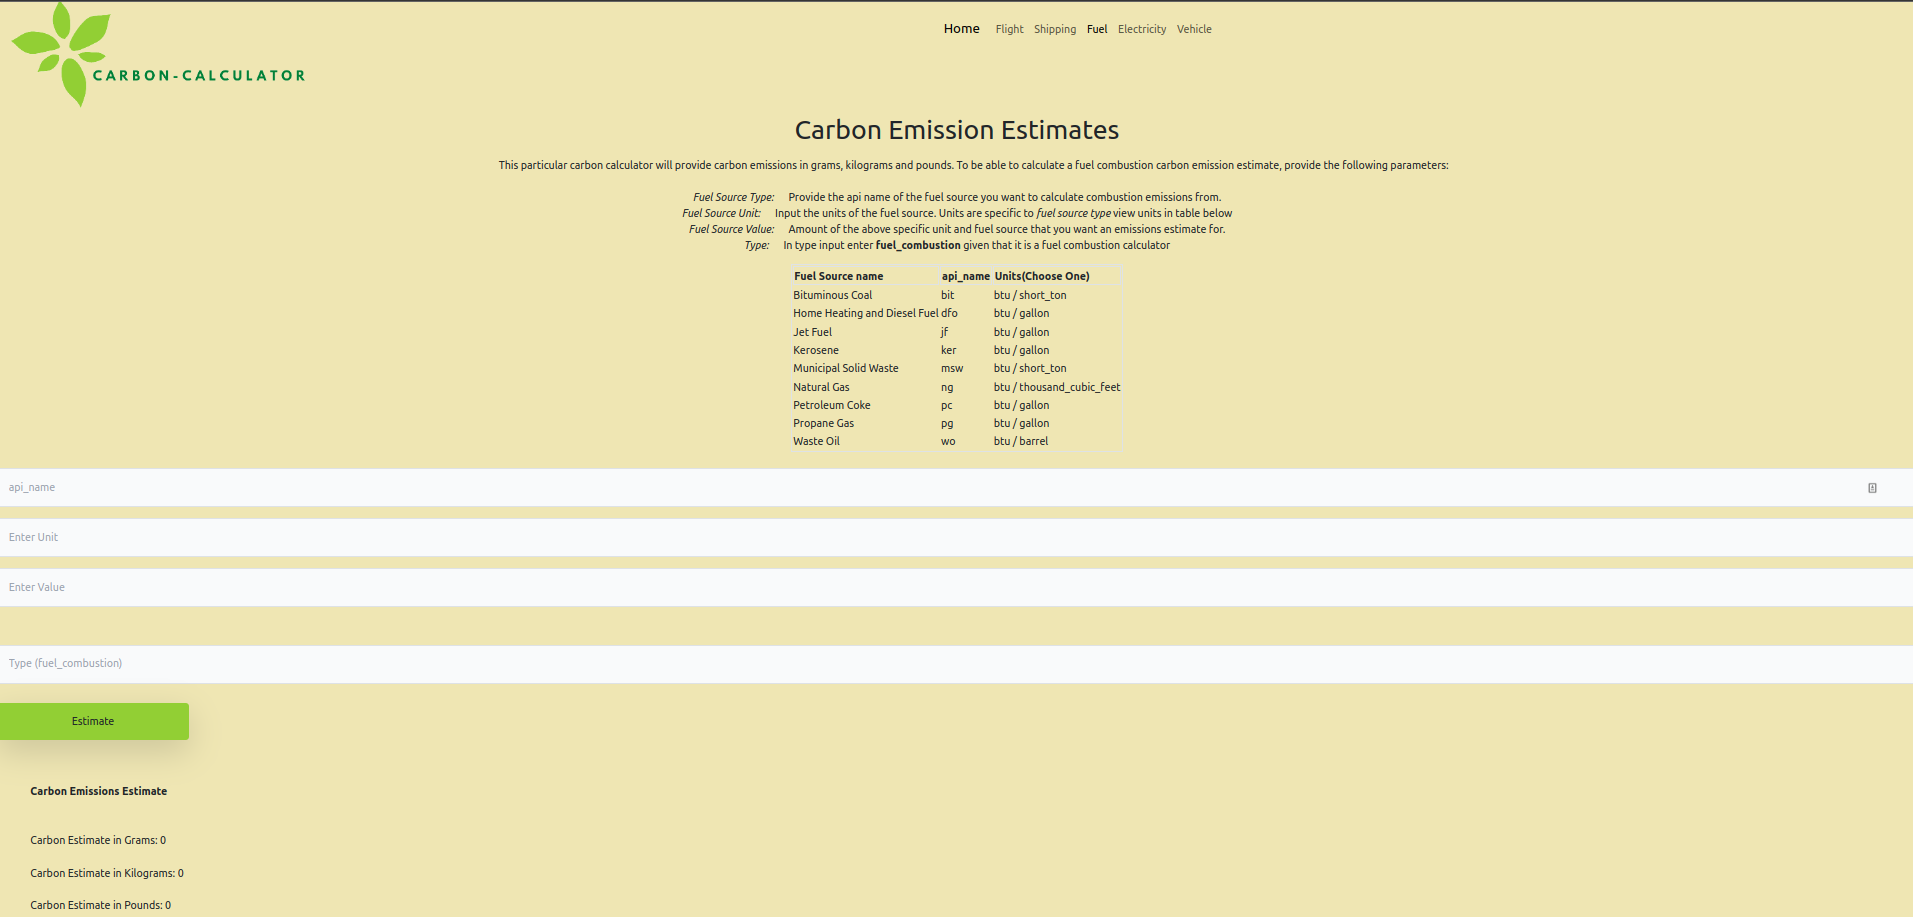 Home Flight Shipping Fuel Electricity Vehicle
CARBON-CALCULATOR
Carbon Emission Estimates
This particular carbon calculator will provide carbon emissions in grams, kilograms and pounds. To be able to calculate a fuel combustion carbon emission estimate, provide the following parameters:
Fuel Source Type: Provide the api name of the fuel source you want to calculate combustion emissions from.
Fuel Source Unit: Input the units of the fuel source. Units are specific to fuel source type view units in table below
Fuel Source Value: Amount of the above specific unit and fuel source that you want an emissions estimate for.
Type: In type input enter fuel_combustion given that it is a fuel combustion calculator
Fuel Source name api_name Units(Choose One)
Bituminous Coal bit btu / short_ton
Home Heating and Diesel Fuel dfo btu / gallon
Jet Fuel jf btu / gallon
Kerosene ker btu / gallon
Municipal Solid Waste msw btu / short_ton
Natural Gas ng btu / thousand_cubic_feet
Petroleum Coke pc btu / gallon
Propane Gas pg btu / gallon
Waste Oil wo btu / barrel
api_name
Enter Unit
Enter Value
Type (fuel_combustion)
Estimate
Carbon Emissions Estimate
Carbon Estimate in Grams: 0
Carbon Estimate in Kilograms: 0
Carbon Estimate in Pounds: 0